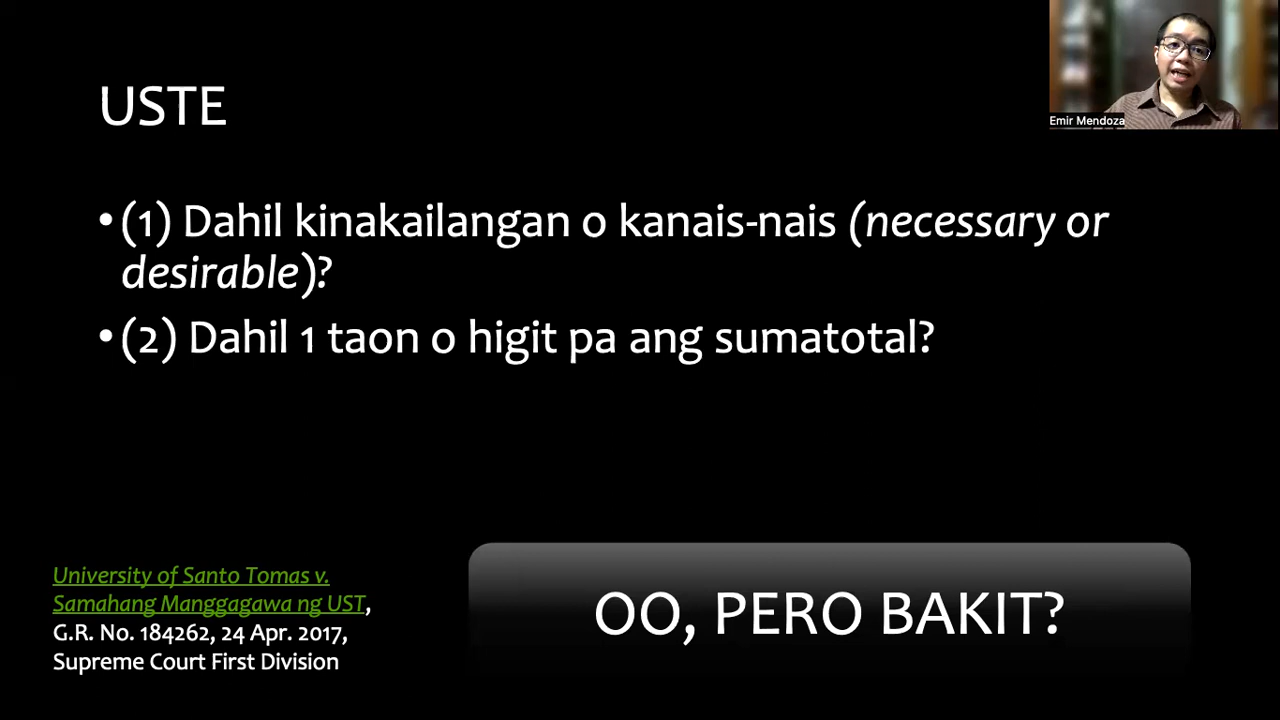 USTE
Emir Mendoza
• (1) Dahil kinakailangan o kanais-nais (necessary or
desirable)?
• (2) Dahil 1 taon o higit pa ang sumatotal?
University of Santo Tomas v.
Samahang Manggagawa ng UST,
G.R. No. 184262, 24 Apr. 2017,
Supreme Court First Division
OO, PERO BAKIT?